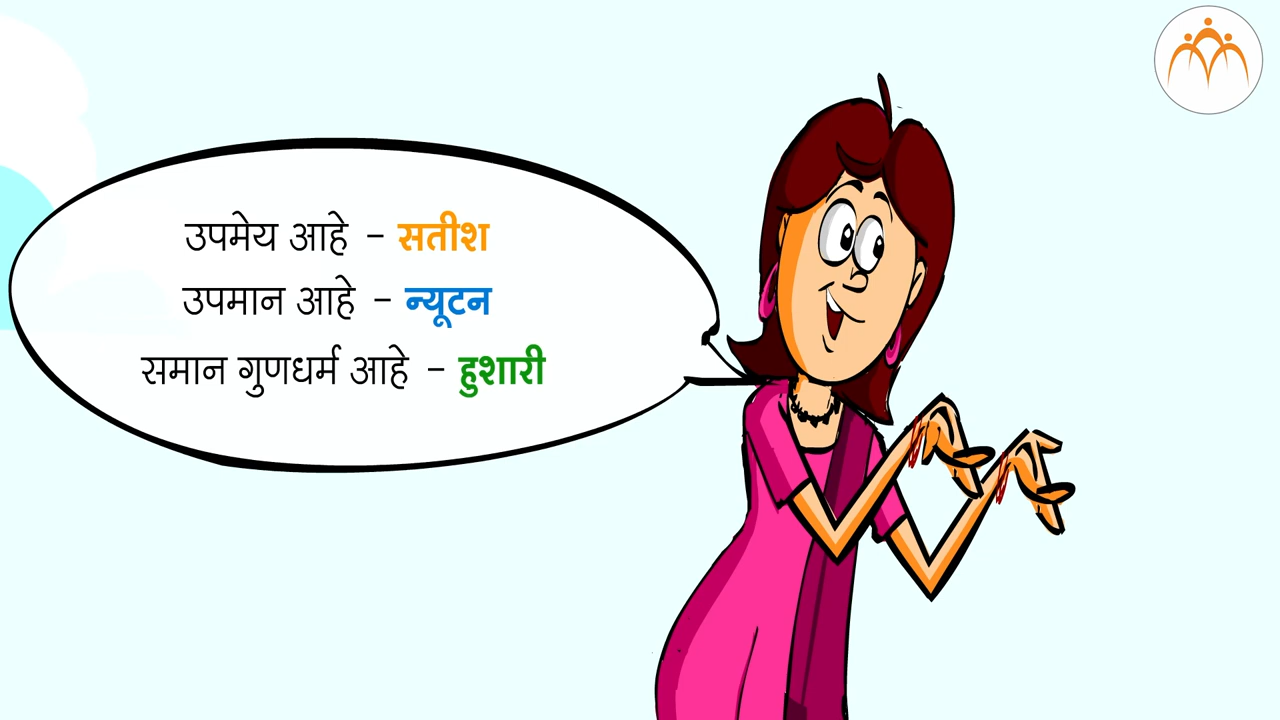 उपमेय आहे - सतीश
उपमान आहे - न्यूटन
समान गुणधर्म आहे - हुशारी